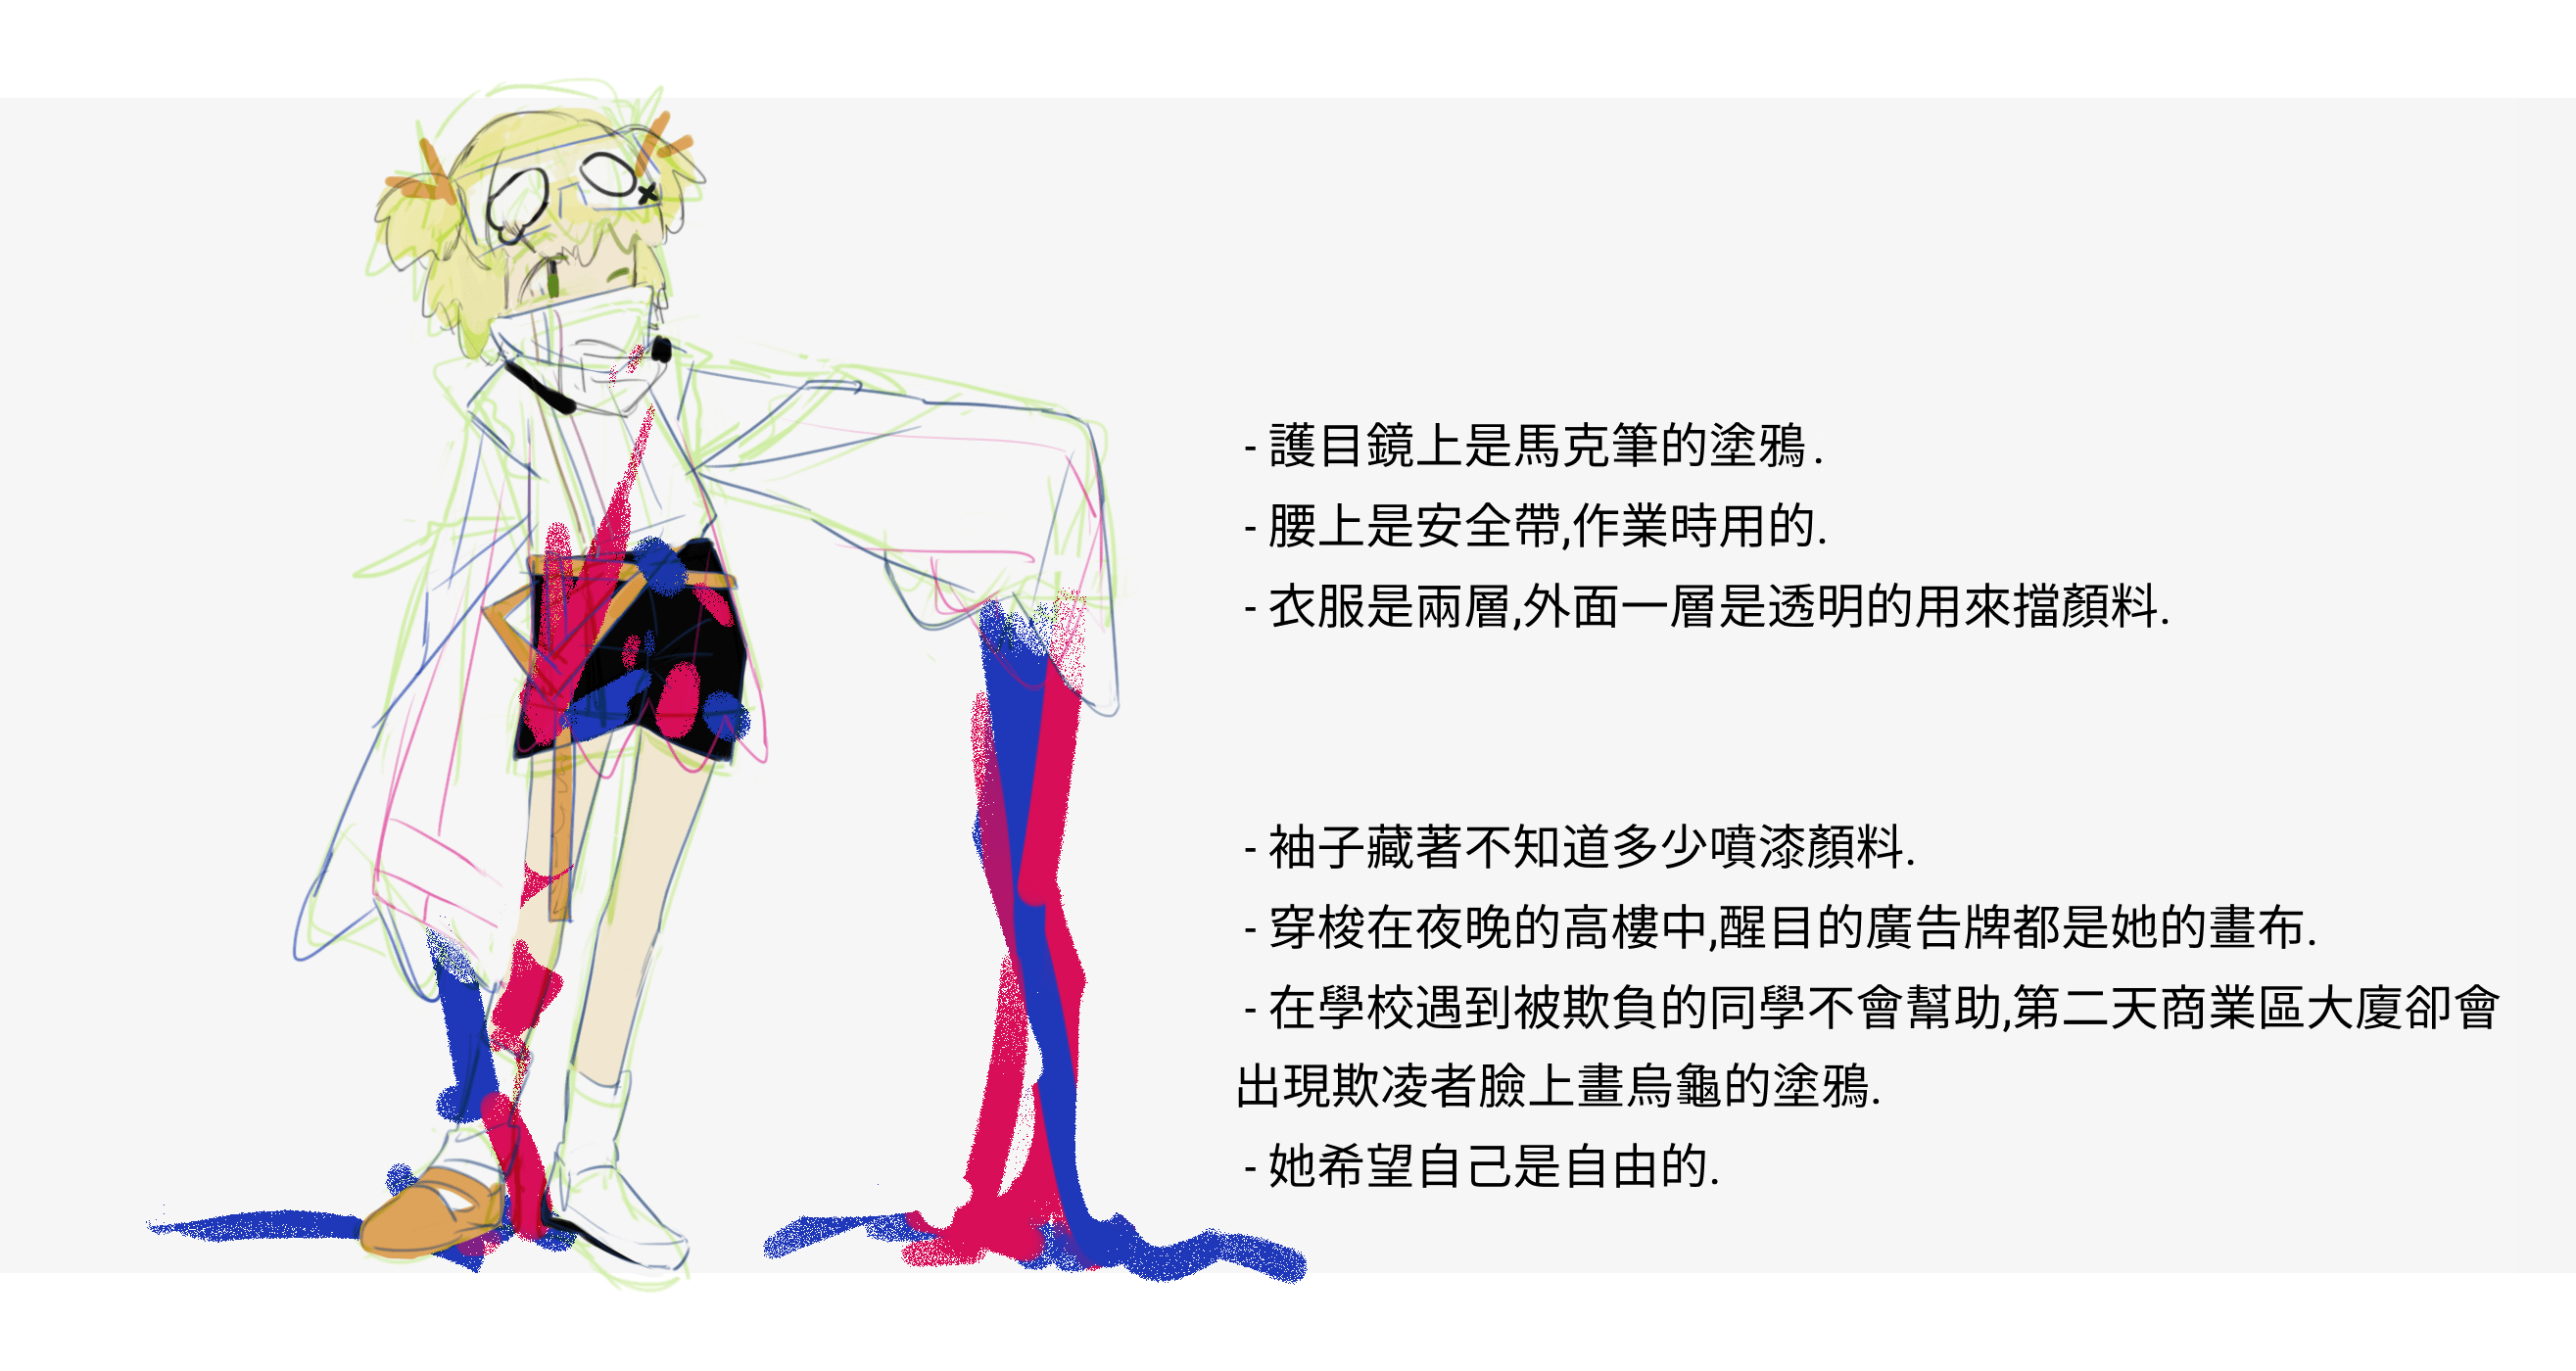 - 護目鏡上是馬克筆的塗鴉.
- 腰上是安全帶,作業時用的.
- 衣服是兩層,外面一層是透明的用來擋顏料.
- 袖子藏著不知道多少噴漆顏料.
- 穿梭在夜晚的高樓中,醒目的廣告牌都是她的畫布.
- 在學校遇到被欺負的同學不會幫助,第二天商業區大廈卻會
出現欺凌者臉上畫烏龜的塗鴉.
- 她希望自己是自由的.